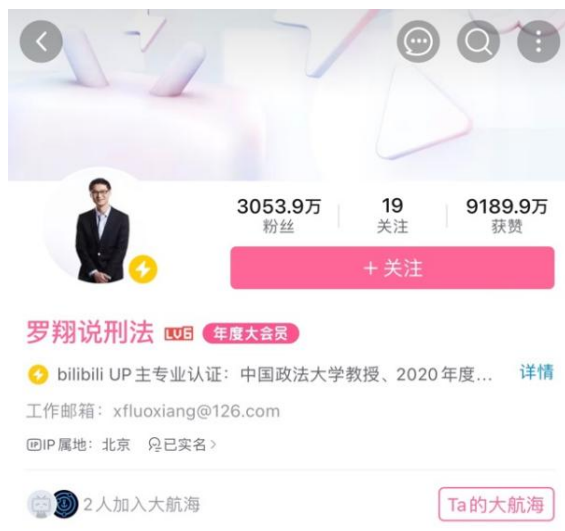 3053.9万 19 9189.9万
粉丝 关注 获赞
+ 关注
罗翔说刑法 LV6 年度大会员
bilibili UP主专业认证：中国政法大学教授、2020年度... 详情
工作邮箱：xfluoxiang@126.com
IP IP属地：北京 已实名
2人加入大航海 Ta的大航海